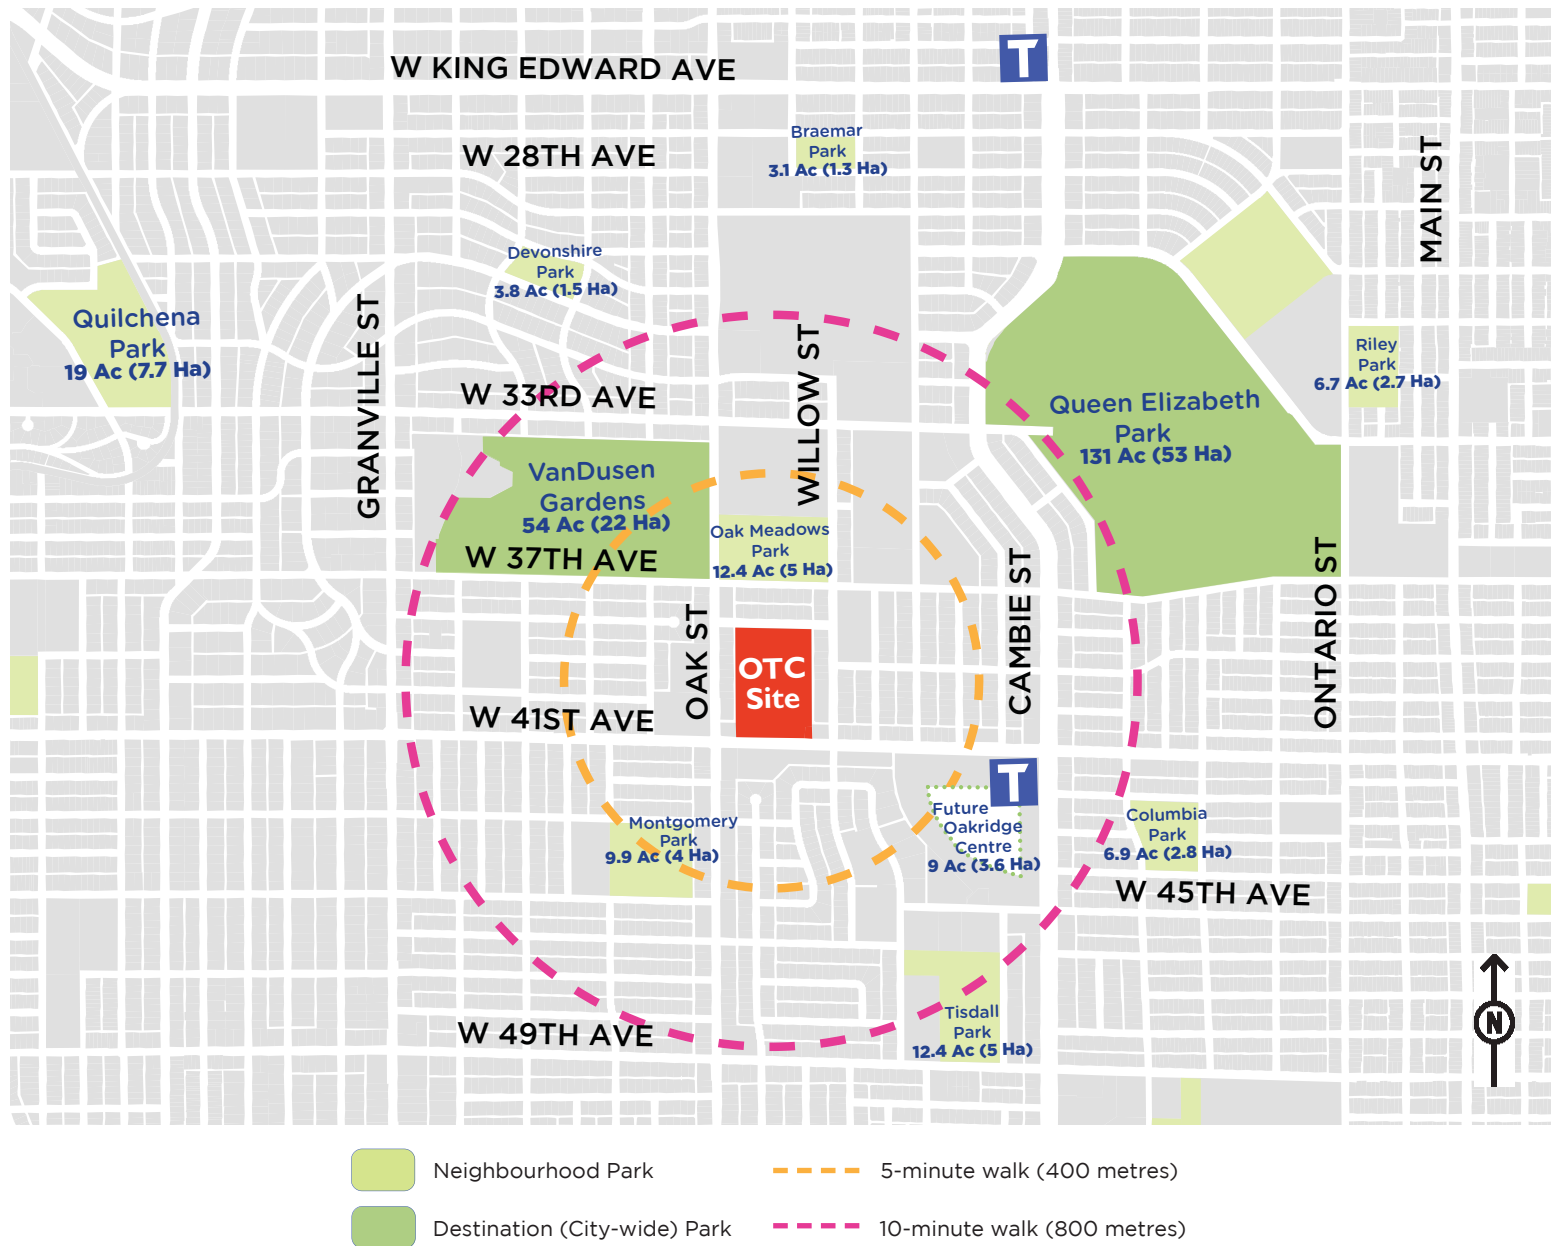 W KING EDWARD AVE
T
Braemar
Park
3.1 Ac (1.3 Ha)
W 28TH AVE
MAIN ST
Devonshire
Park
3.8 Ac (1.5 Ha)
Quilchena
Park
19 Ac (7.7 Ha)
GRANVILLE ST
WILLOW ST
Riley
Park
6.7 Ac (2.7 Ha)
W 33RD AVE
Queen Elizabeth
Park
131 Ac (53 Ha)
VanDusen
Gardens
54 Ac (22 Ha)
Oak Meadows
Park
12.4 Ac (5 Ha)
W 37TH AVE
OAK ST
CAMBIE ST
ONTARIO ST
OTC
Site
W 41ST AVE
T
Future
Oakridge
Centre
9 Ac (3.6 Ha)
Montgomery
Park
9.9 Ac (4 Ha)
Columbia
Park
6.9 Ac (2.8 Ha)
W 45TH AVE
Tisdall
Park
12.4 Ac (5 Ha)
W 49TH AVE
N
Neighbourhood Park
5-minute walk (400 metres)
Destination (City-wide) Park
10-minute walk (800 metres)